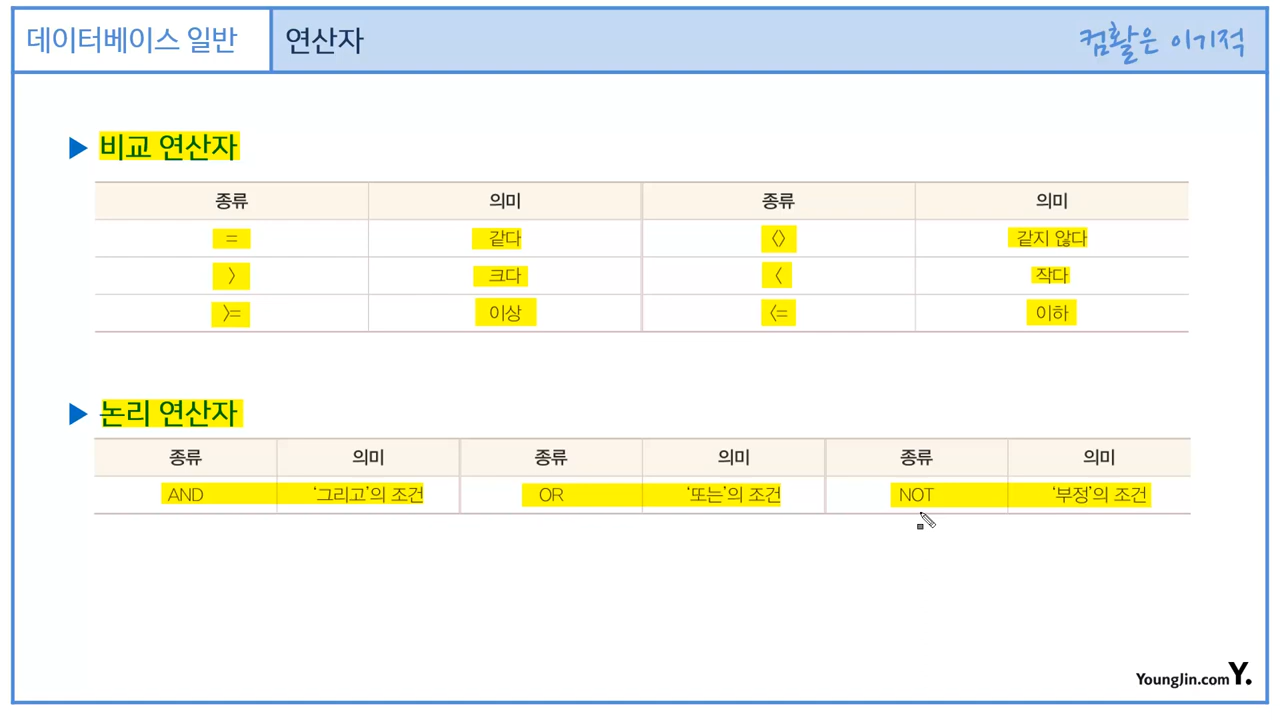 데이터베이스 일반 연산자 컴활은 이기적
▶ 비교 연산자
종류 의미 종류 의미
= 같다 〈〉 같지 않다
〉 크다 〈 작다
〉= 이상 〈= 이하
▶ 논리 연산자
종류 의미 종류 의미 종류 의미
AND ‘그리고’의 조건 OR ‘또는’의 조건 NOT ‘부정’의 조건
YoungJin.com Y.